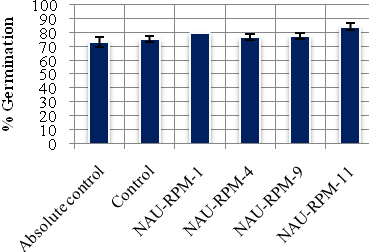 % Germination
90
80
70
60
50
40
30
20
10
0
Absolute control
Control
NAU-RPM-1
NAU-RPM-4
NAU-RPM-9
NAU-RPM-11